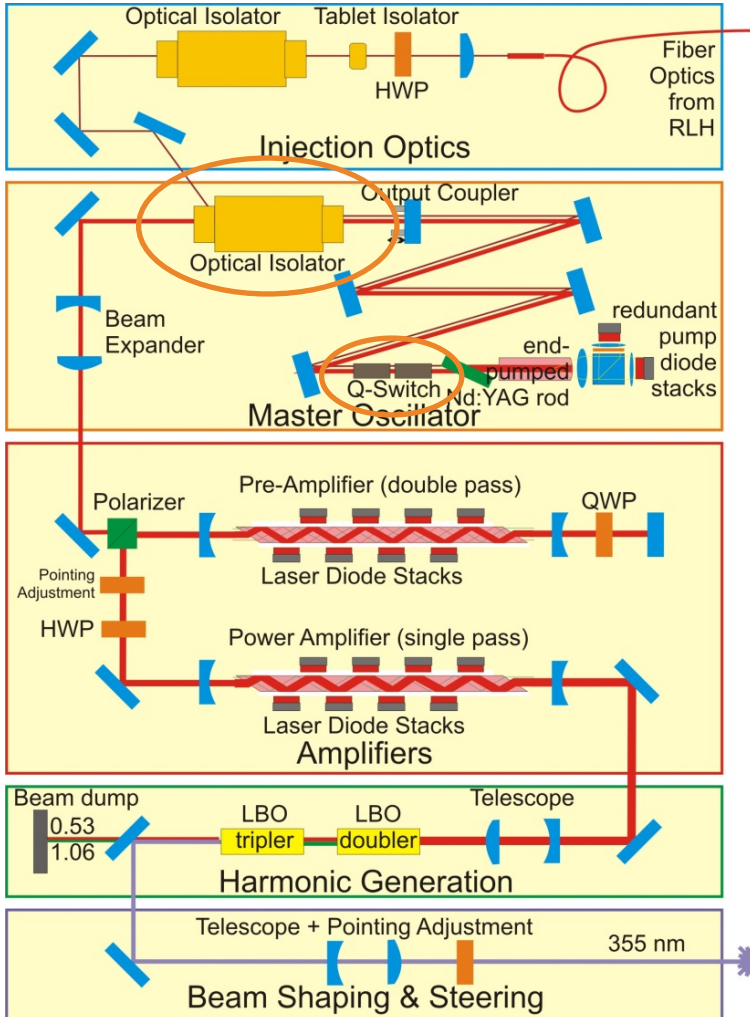 Optical Isolator
Tablet Isolator
HWP
Fiber
Optics
from
RLH
Injection Optics
Output Coupler
Optical Isolator
Beam
Expander
redundant
pump
diode
stacks
end-
pumped
Nd:YAG rod
Q-Switch
Master Oscillator
Pre-Amplifier (double pass)
Polarizer
QWP
Laser Diode Stacks
Pointing
Adjustment
HWP
Power Amplifier (single pass)
Laser Diode Stacks
Amplifiers
Beam dump
0.53
1.06
LBO
tripler
LBO
doubler
Telescope
Harmonic Generation
Telescope + Pointing Adjustment
355 nm
Beam Shaping & Steering